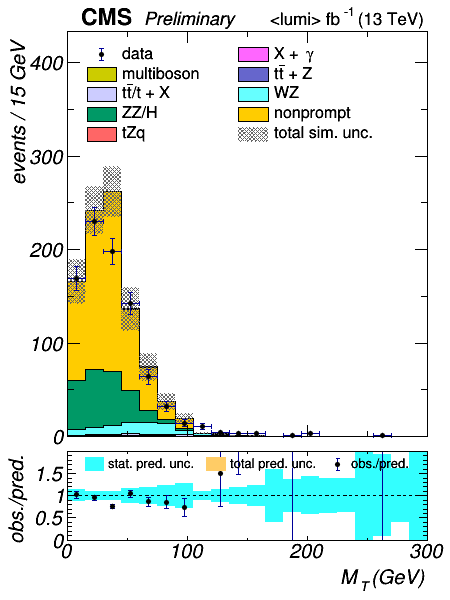 CMS Preliminary <lumi> fb⁻¹ (13 TeV)
events / 15 GeV
400
300
200
100
0
data
multiboson
tt̄/t + X
ZZ/H
tZq
X + γ
tt̄ + Z
WZ
nonprompt
total sim. unc.
obs./pred.
1.5
1
0.5
0
stat. pred. unc. total pred. unc. obs./pred.
0 100 200 300
M_T (GeV)